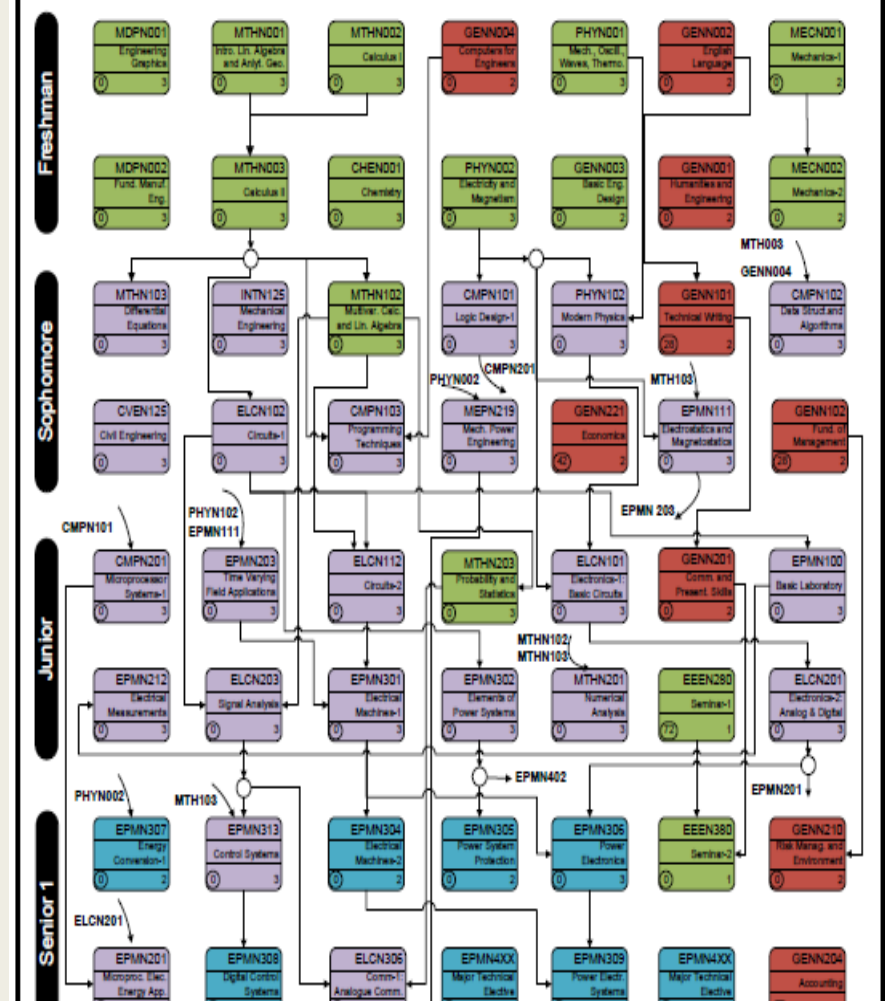 Freshman
MDPN001
Engineering
Graphics
0 3
MTHN001
Intro. Lin. Algebra
and Anlyt. Geo.
0 3
MTHN002
Calculus I
0 3
GENN004
Computers for
Engineers
0 2
PHYN001
Mech., Oscill.,
Waves, Thermo.
0 3
GENN002
English
Language
0 2
MECN001
Mechanics-1
0 3
MDPN002
Fund. Manuf.
Eng.
0 3
MTHN003
Calculus II
0 3
CHEN001
Chemistry
0 3
PHYN002
Electricity and
Magnetism
0 3
GENN003
Basic Eng.
Design
0 2
GENN001
Humanities and
Engineering
0 2
MECN002
Mechanics-2
0 3
MTH003
GENN004
Sophomore
MTHN103
Differential
Equations
0 3
INTN125
Mechanical
Engineering
0 3
MTHN102
Multivar. Calc.
and Lin. Algebra
0 3
CMPN101
Logic Design-1
0 3
PHYN102
Modern Physics
0 3
GENN101
Technical Writing
28 2
CMPN102
Data Struct.and
Algorithms
0 3
PHYN002
CMPN201
MTH103
CVEN125
Civil Engineering
0 3
ELCN102
Circuits-1
0 3
CMPN103
Programming
Techniques
0 3
MEPN219
Mech. Power
Engineering
0 3
GENN221
Economics
42 2
EPMN111
Electrostatics and
Magnetostatics
0 3
GENN102
Fund. of
Management
28 2
CMPN101
PHYN102
EPMN111
EPMN 203
Junior
CMPN201
Microprocessor
Systems-1
0 3
EPMN203
Time Varying
Field Applications
0 3
ELCN112
Circuits-2
0 3
MTHN203
Probability and
Statistics
0 3
ELCN101
Electronics-1:
Basic Circuits
0 3
GENN201
Comm. and
Present. Skills
0 2
EPMN100
Basic Laboratory
0 3
MTHN102/
MTHN103
EPMN212
Electrical
Measurements
0 3
ELCN203
Signal Analysis
0 3
EPMN301
Electrical
Machines-1
0 3
EPMN302
Elements of
Power Systems
0 3
MTHN201
Numerical
Analysis
0 3
EEEN280
Seminar-1
72 1
ELCN201
Electronics-2:
Analog & Digital
0 3
PHYN002
MTH103
EPMN402
EPMN201
Senior 1
EPMN307
Energy
Conversion-1
0 2
EPMN313
Control Systems
0 3
EPMN304
Electrical
Machines-2
0 2
EPMN305
Power System
Protection
0 2
EPMN306
Power
Electronics
0 3
EEEN380
Seminar-2
0 1
GENN210
Risk Manag. and
Environment
0 2
ELCN201
EPMN201
Microproc. Elec.
Energy App.
EPMN308
Digital Control
Systems
ELCN306
Comm-1:
Analogue Comm.
EPMN4XX
Major Technical
Elective
EPMN309
Power Electr.
Systems
EPMN4XX
Major Technical
Elective
GENN204
Accounting